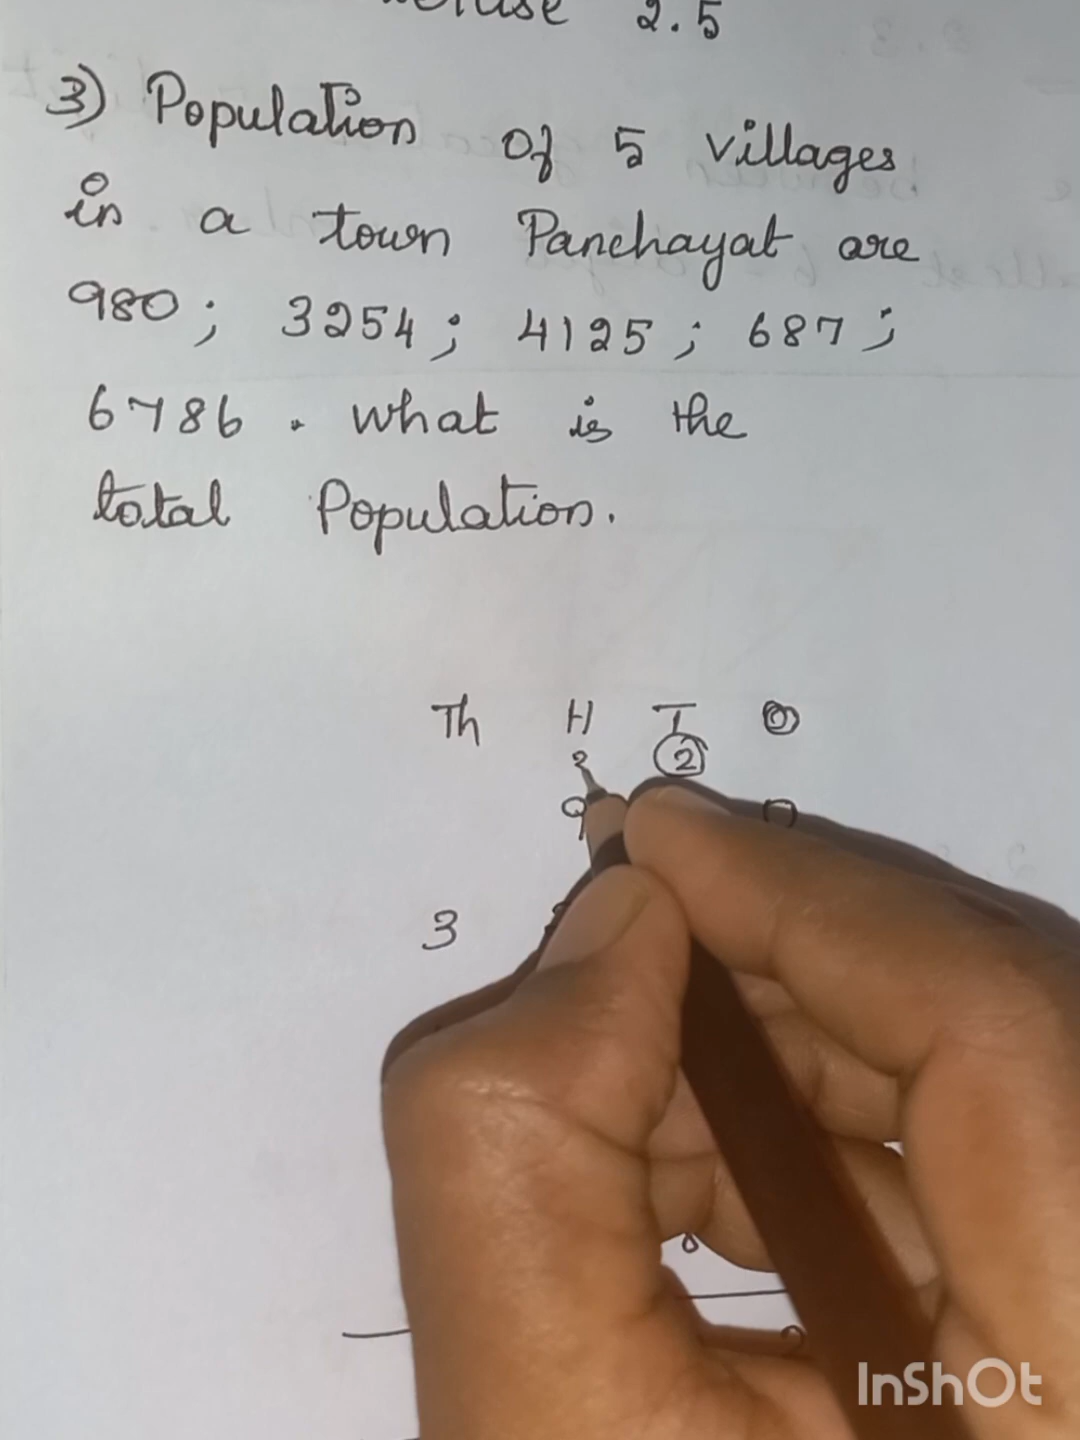 2.5
3) Population of 5 villages
in a town Panchayat are
980; 3254; 4125; 687;
6786. what is the
total Population.
Th H T O
2 2
9 0
3
InShOt